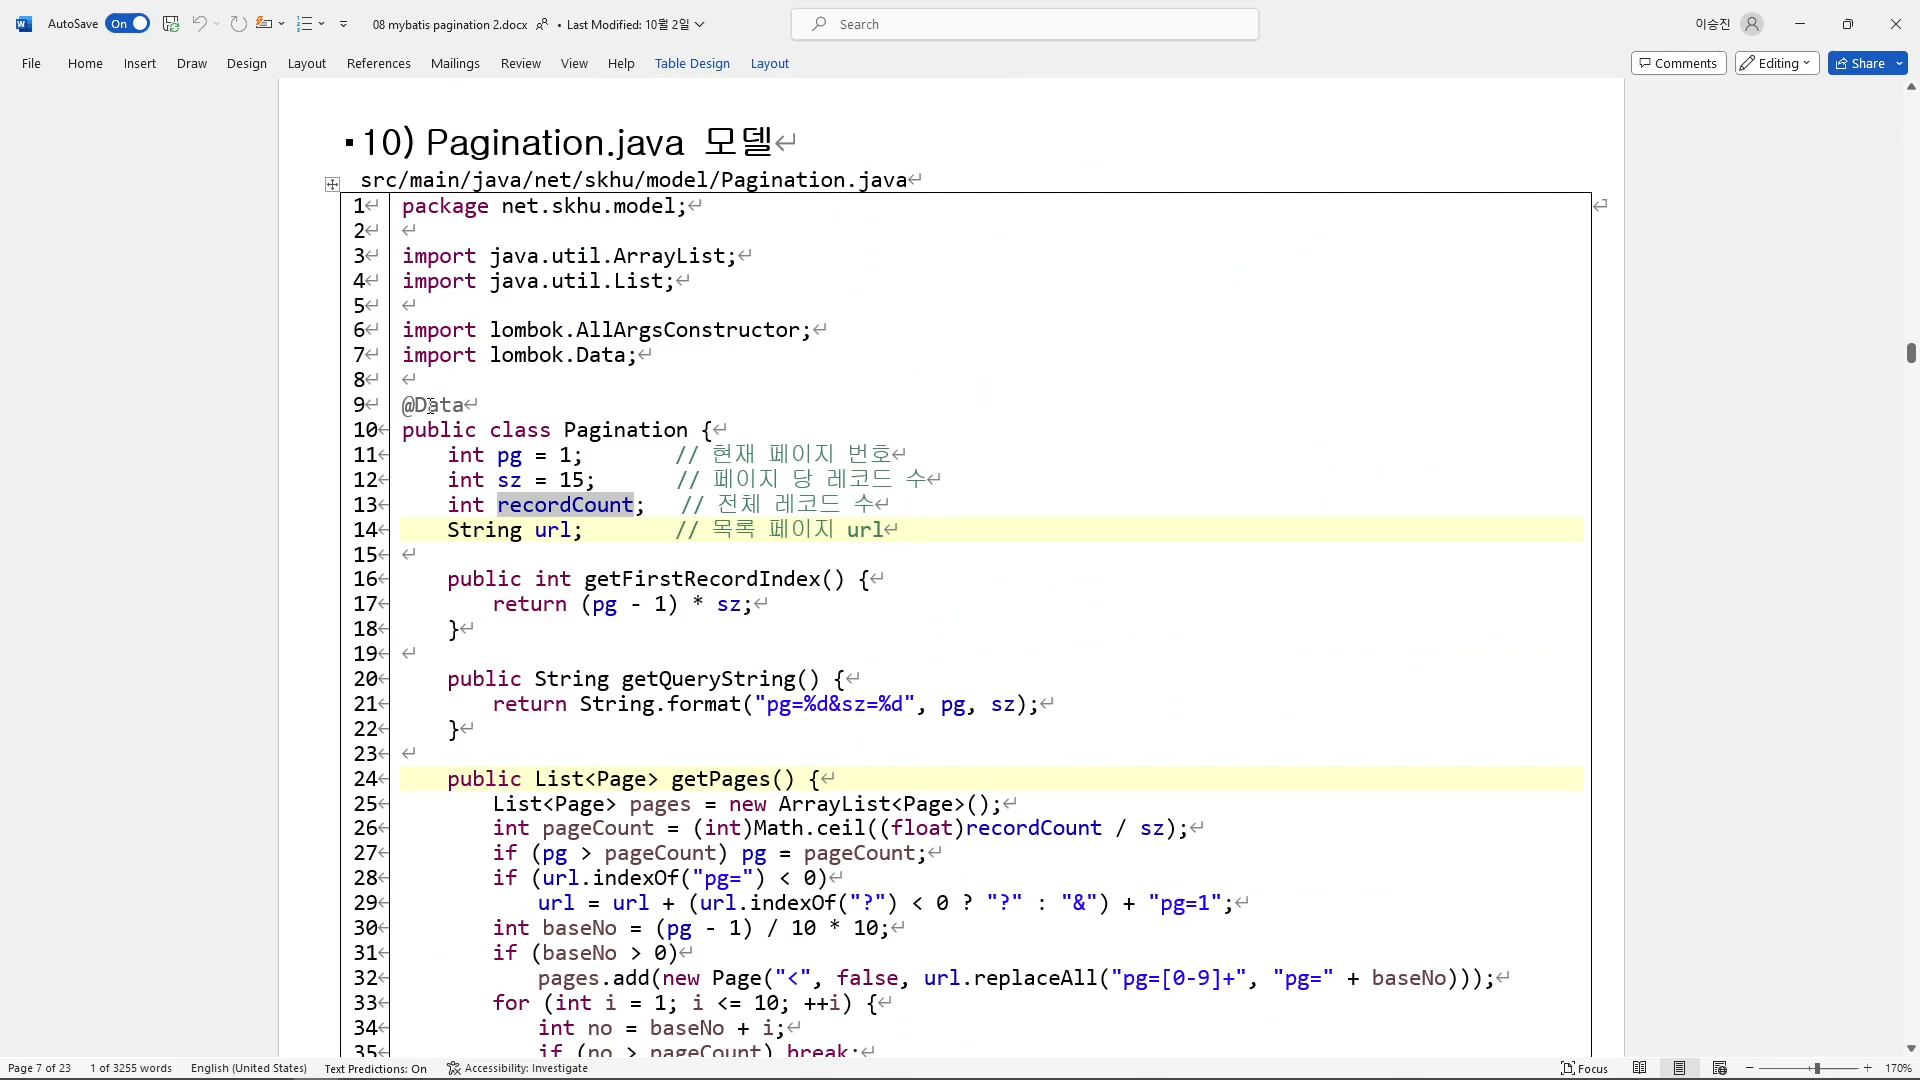 AutoSave On 08 mybatis pagination 2.docx • Last Modified: 10월 2일 Search 이승진
File Home Insert Draw Design Layout References Mailings Review View Help Table Design Layout Comments Editing Share
▪10) Pagination.java 모델
src/main/java/net/skhu/model/Pagination.java
1 package net.skhu.model;
2
3 import java.util.ArrayList;
4 import java.util.List;
5
6 import lombok.AllArgsConstructor;
7 import lombok.Data;
8
9 @Data
10 public class Pagination {
11 int pg = 1; // 현재 페이지 번호
12 int sz = 15; // 페이지 당 레코드 수
13 int recordCount; // 전체 레코드 수
14 String url; // 목록 페이지 url
15
16 public int getFirstRecordIndex() {
17 return (pg - 1) * sz;
18 }
19
20 public String getQueryString() {
21 return String.format("pg=%d&sz=%d", pg, sz);
22 }
23
24 public List<Page> getPages() {
25 List<Page> pages = new ArrayList<Page>();
26 int pageCount = (int)Math.ceil((float)recordCount / sz);
27 if (pg > pageCount) pg = pageCount;
28 if (url.indexOf("pg=") < 0)
29 url = url + (url.indexOf("?") < 0 ? "?" : "&") + "pg=1";
30 int baseNo = (pg - 1) / 10 * 10;
31 if (baseNo > 0)
32 pages.add(new Page("<", false, url.replaceAll("pg=[0-9]+", "pg=" + baseNo)));
33 for (int i = 1; i <= 10; ++i) {
34 int no = baseNo + i;
35 if (no > pageCount) break;
Page 7 of 23 1 of 3255 words English (United States) Text Predictions: On Accessibility: Investigate Focus 170%